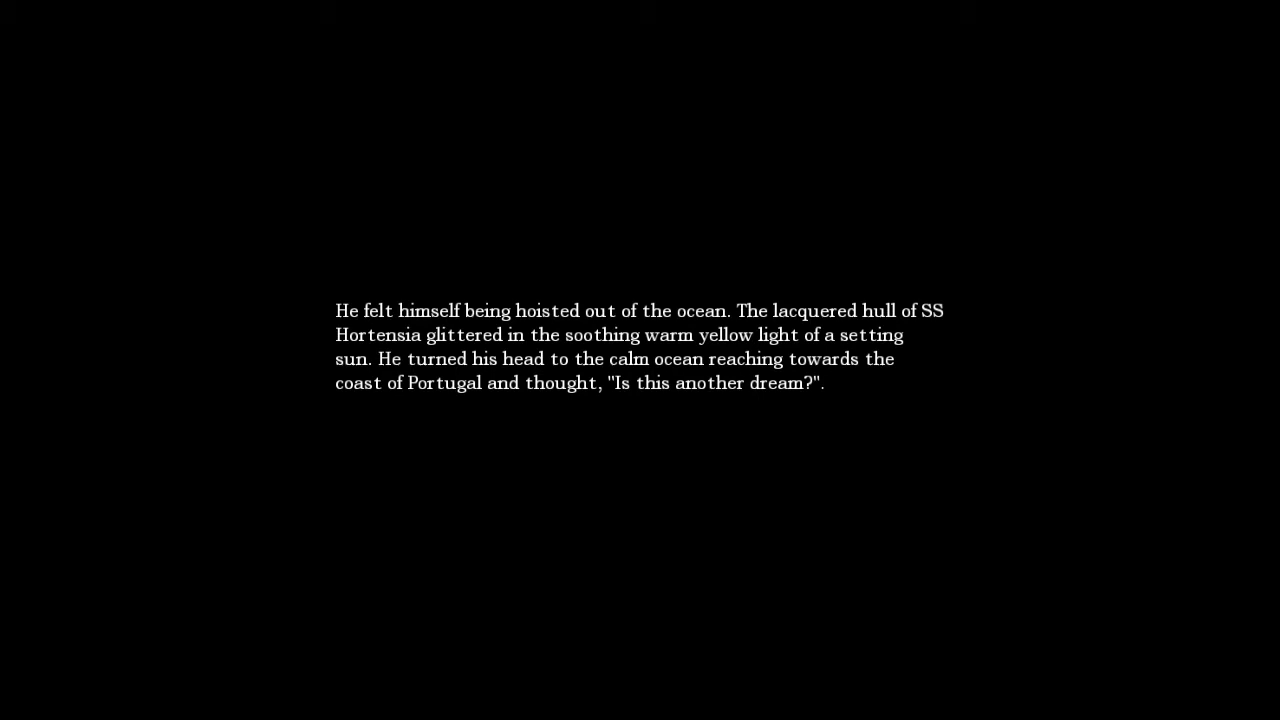 He felt himself being hoisted out of the ocean. The lacquered hull of SS
Hortensia glittered in the soothing warm yellow light of a setting
sun. He turned his head to the calm ocean reaching towards the
coast of Portugal and thought, "Is this another dream?".